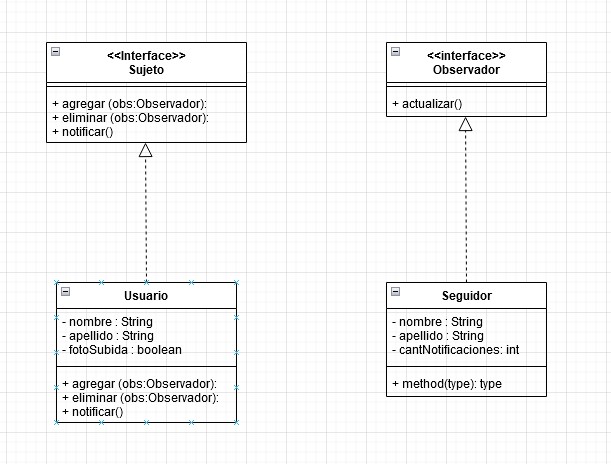 <<Interface>>
Sujeto
+ agregar (obs:Observador):
+ eliminar (obs:Observador):
+ notificar()
<<interface>>
Observador
+ actualizar()
Usuario
- nombre : String
- apellido : String
- fotoSubida : boolean
+ agregar (obs:Observador):
+ eliminar (obs:Observador):
+ notificar()
Seguidor
- nombre : String
- apellido : String
- cantNotificaciones: int
+ method(type): type